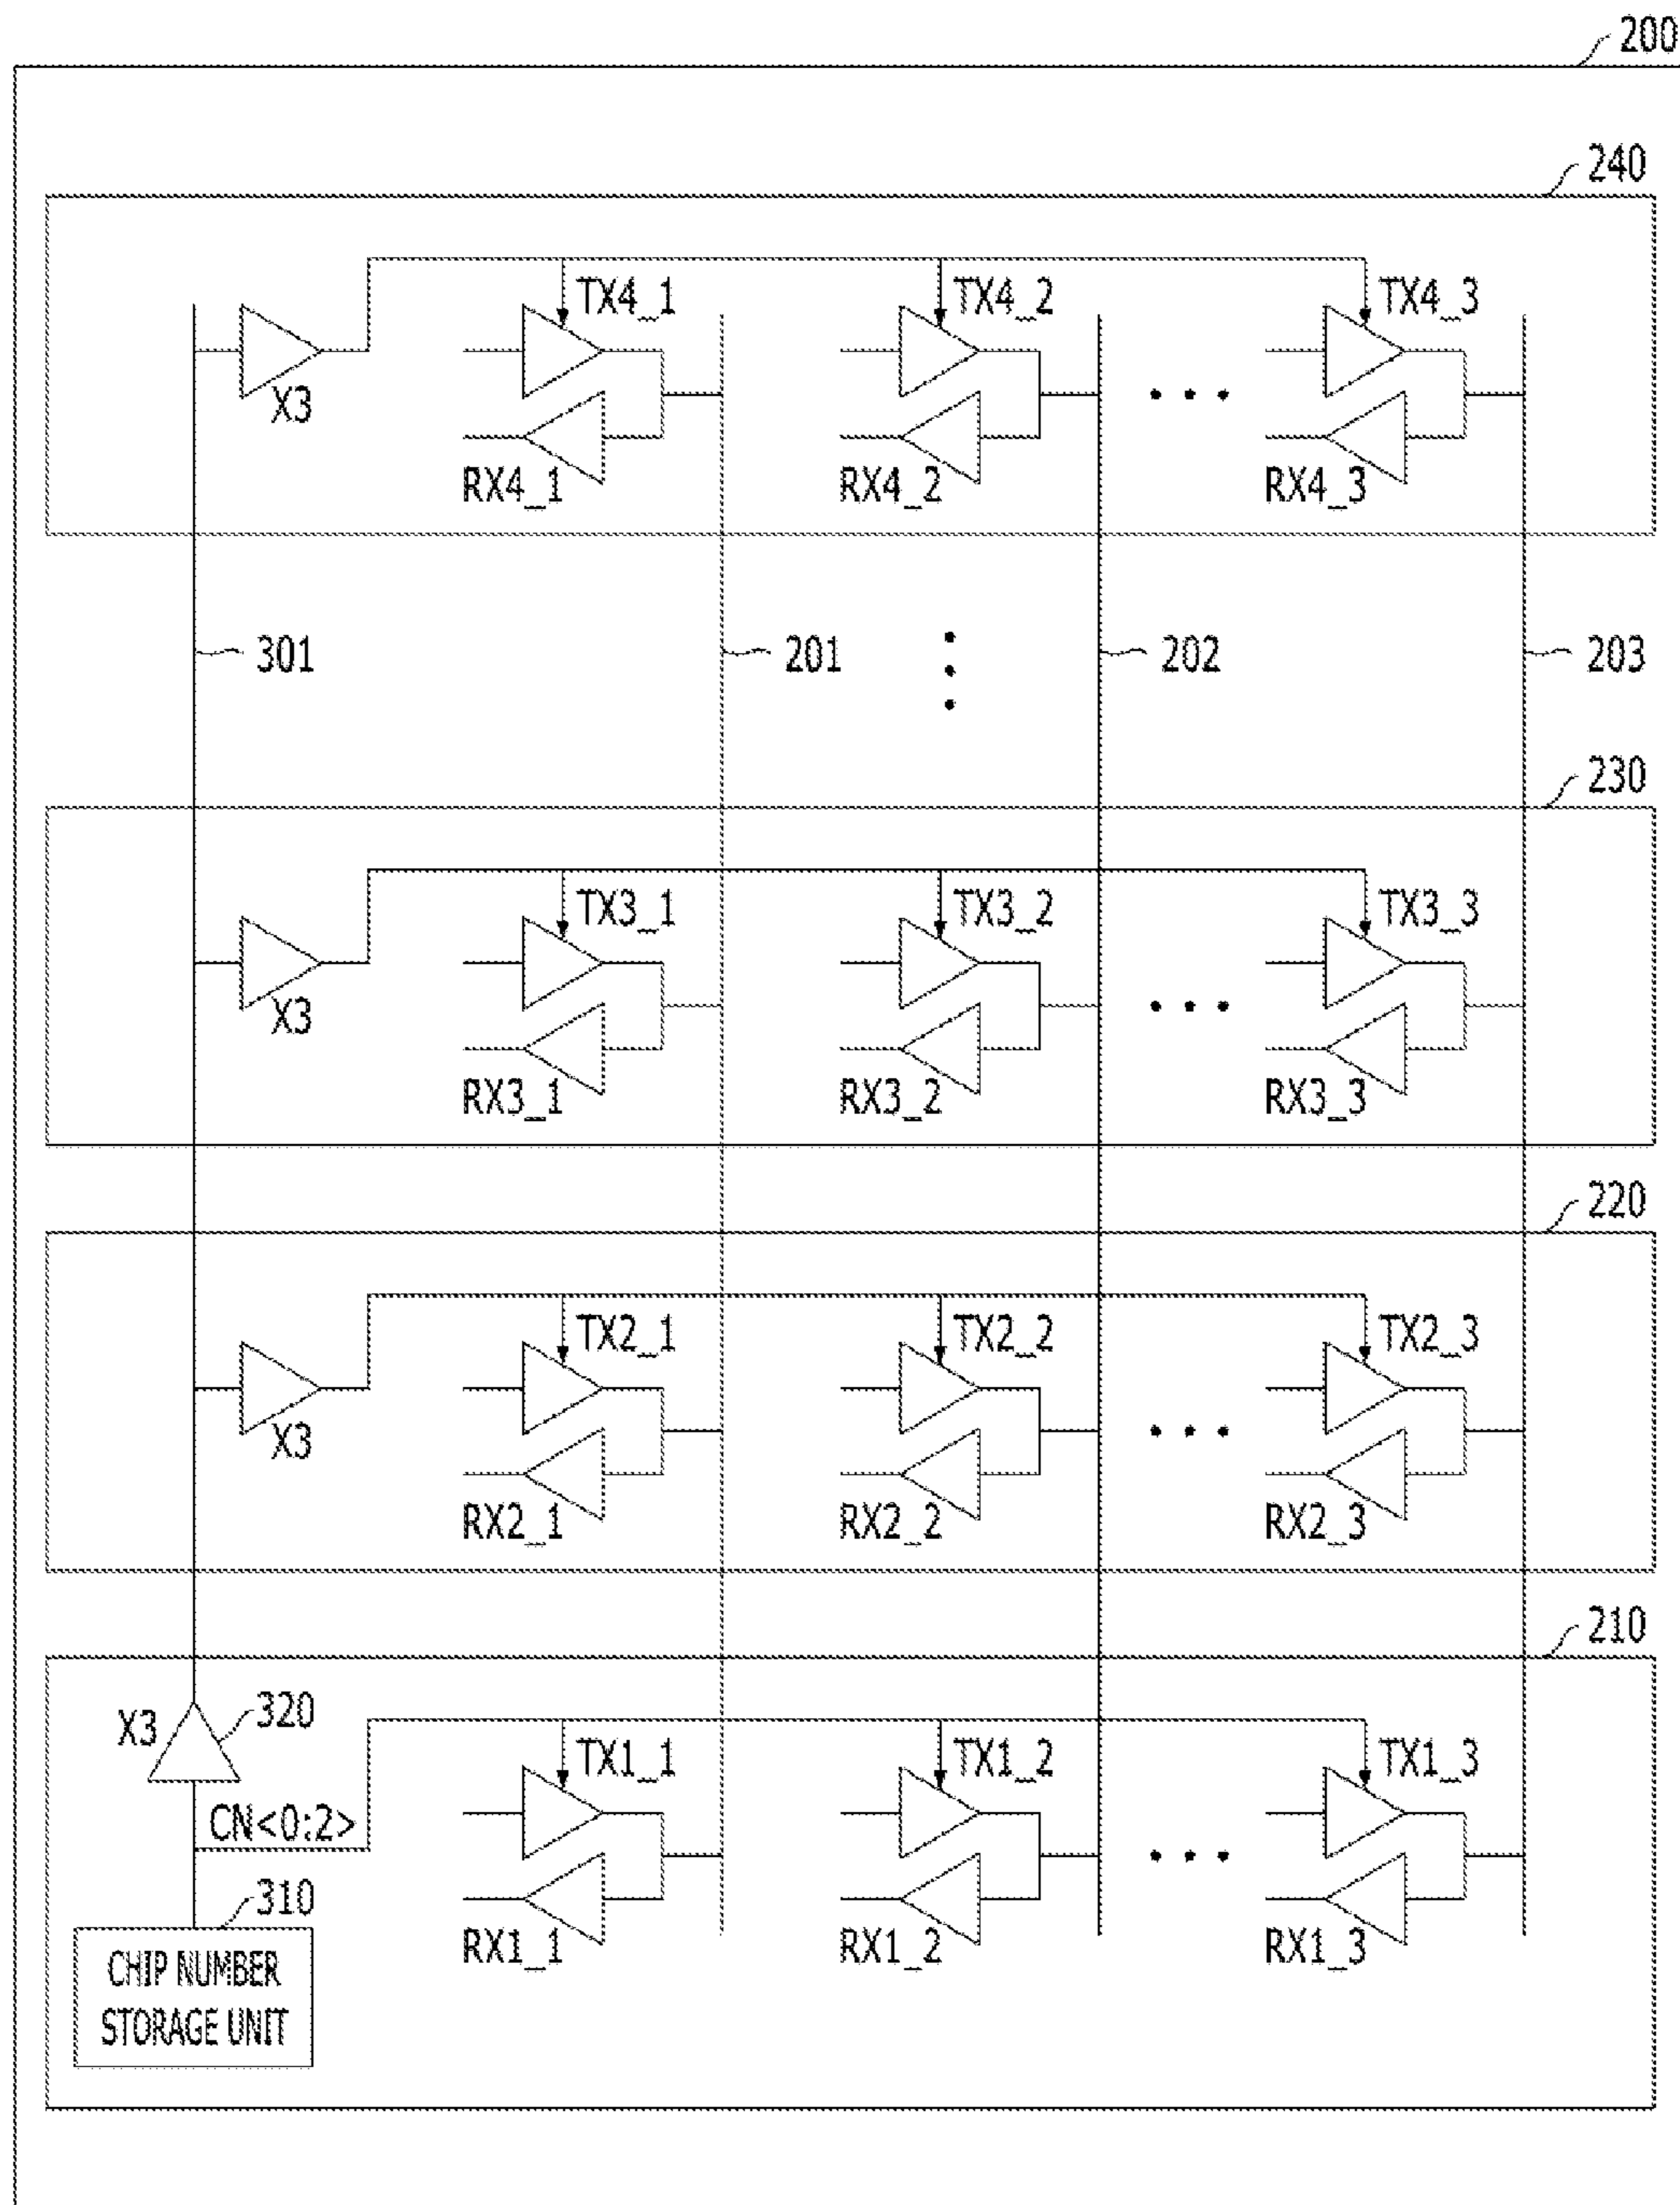 200
240
TX4_1 TX4_2 TX4_3
X3
RX4_1 RX4_2 RX4_3
301 201 202 203
230
TX3_1 TX3_2 TX3_3
X3
RX3_1 RX3_2 RX3_3
220
TX2_1 TX2_2 TX2_3
X3
RX2_1 RX2_2 RX2_3
210
X3 320 TX1_1 TX1_2 TX1_3
CN<0:2>
310
RX1_1 RX1_2 RX1_3
CHIP NUMBER
STORAGE UNIT